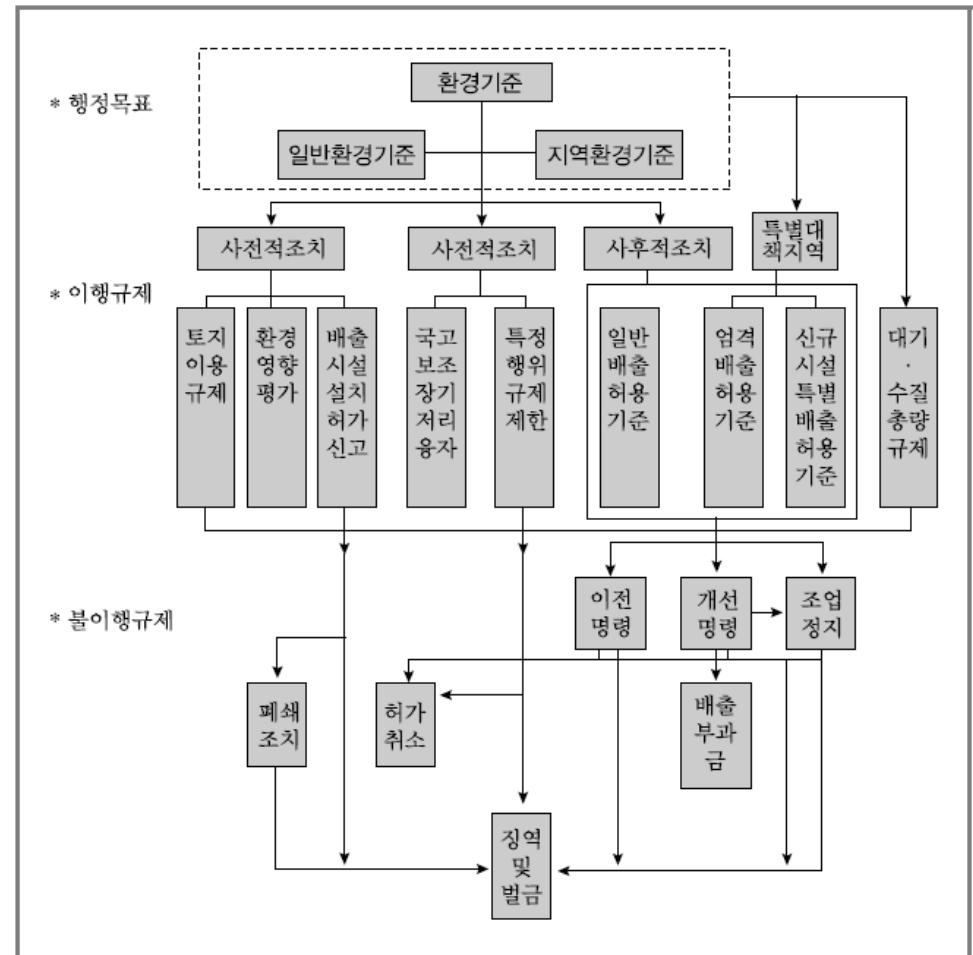 환경기준
* 행정목표
일반환경기준
지역환경기준
사전적조치
사전적조치
사후적조치
특별대
책지역
* 이행규제
토지
이용
규제
환경
영향
평가
배출
시설
설치
허가
신고
국고
보조
장기
저리
융자
특정
행위
규제
제한
일반
배출
허용
기준
엄격
배출
허용
기준
신규
시설
특별
배출
허용
기준
대기
·
수질
총량
규제
* 불이행규제
이전
명령
개선
명령
조업
정지
폐쇄
조치
허가
취소
배출
부과
금
징역
및
벌금